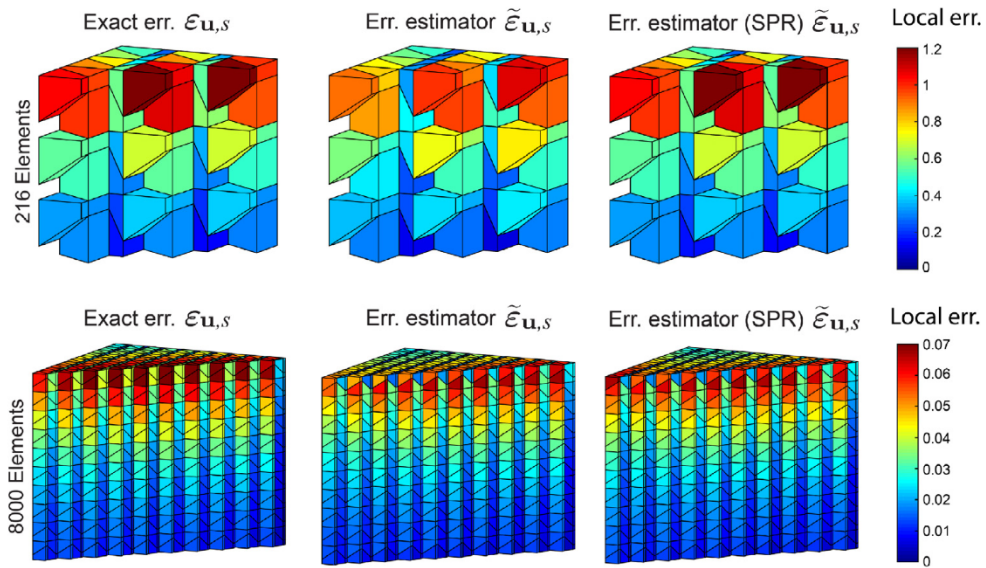 Exact err. εu,s
Err. estimator ε̃u,s
Err. estimator (SPR) ε̃u,s
Local err.
216 Elements
1.2
1
0.8
0.6
0.4
0.2
0
Exact err. εu,s
Err. estimator ε̃u,s
Err. estimator (SPR) ε̃u,s
Local err.
8000 Elements
0.07
0.06
0.05
0.04
0.03
0.02
0.01
0